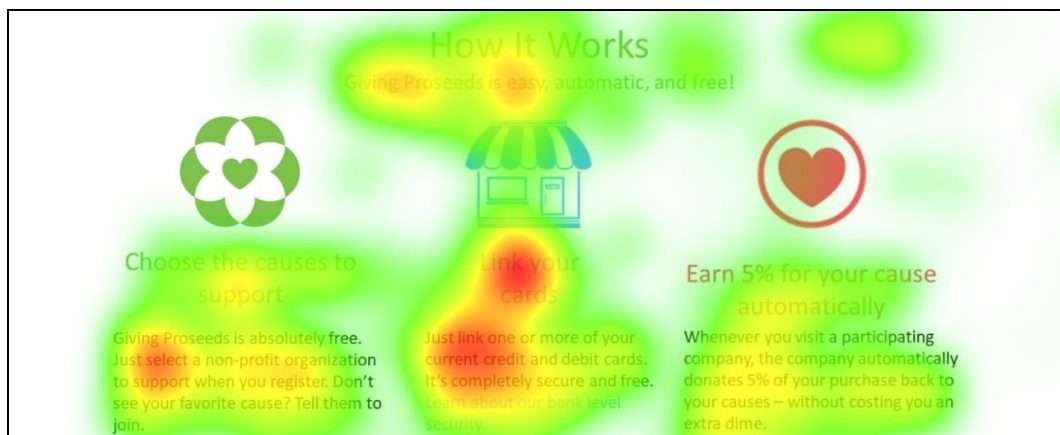 How It Works
Giving Proseeds is easy, automatic, and free!
Choose the causes to
support
Giving Proseeds is absolutely free.
Just select a non-profit organization
to support when you register. Don't
see your favorite cause? Tell them to
join.
Link your
cards
Just link one or more of your
current credit and debit cards.
It's completely secure and free.
Learn about our bank level
security.
Earn 5% for your cause
automatically
Whenever you visit a participating
company, the company automatically
donates 5% of your purchase back to
your causes – without costing you an
extra dime.